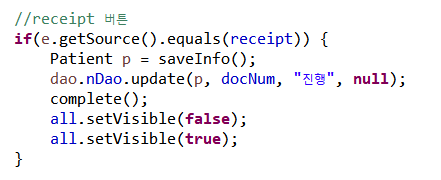 //receipt 버튼
if(e.getSource().equals(receipt)) {
Patient p = saveInfo();
dao.nDao.update(p, docNum, "진행", null);
complete();
all.setVisible(false);
all.setVisible(true);
}